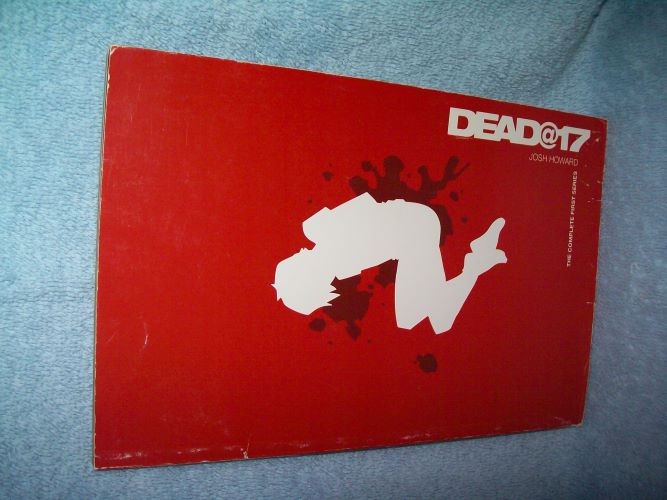 DEAD@17
JOSH HOWARD
THE COMPLETE FIRST SERIES